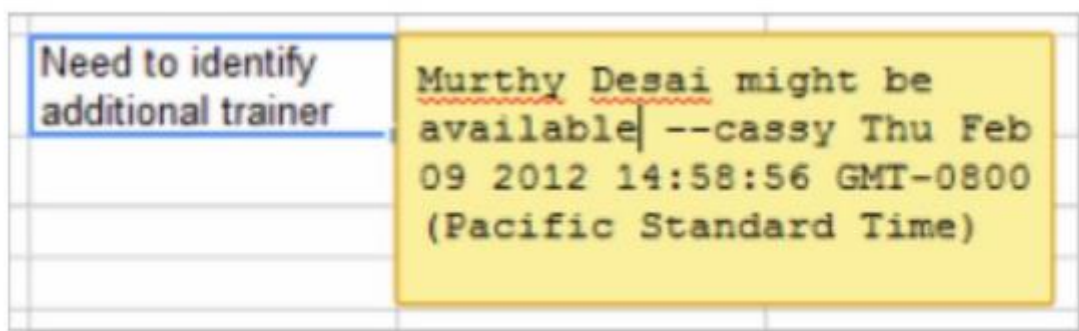 Need to identify
additional trainer
Murthy Desai might be
available --cassy Thu Feb
09 2012 14:58:56 GMT-0800
(Pacific Standard Time)